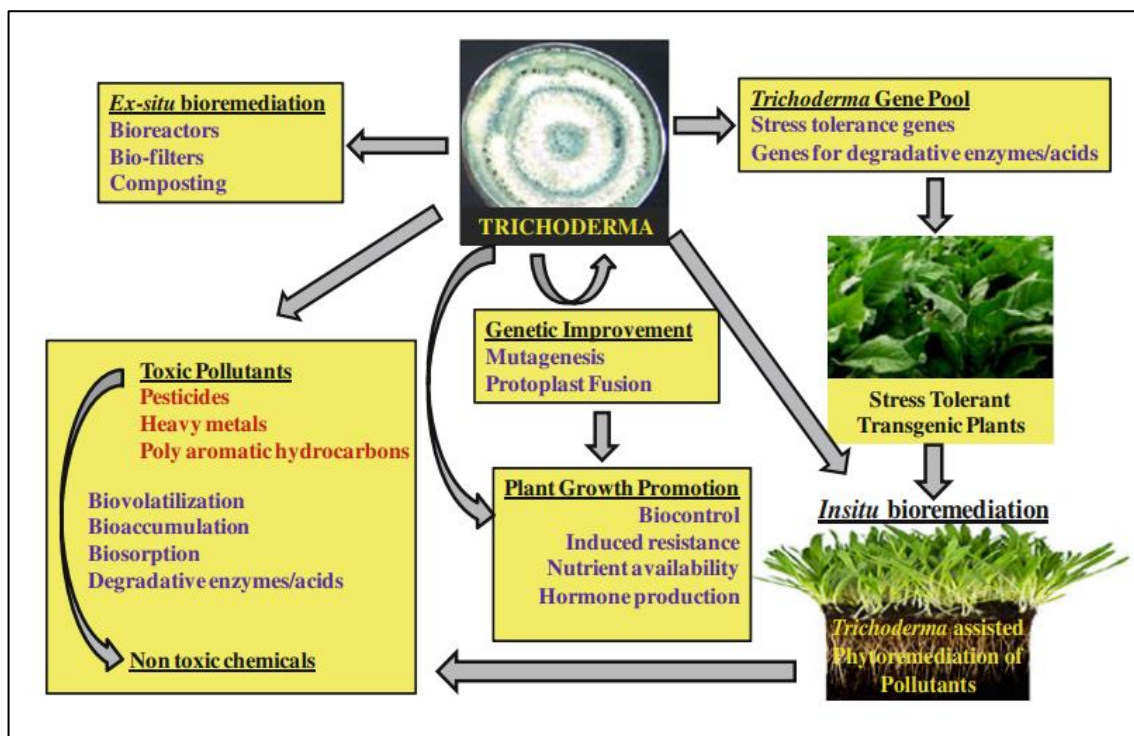 Ex-situ bioremediation
Bioreactors
Bio-filters
Composting
TRICHODERMA
Trichoderma Gene Pool
Stress tolerance genes
Genes for degradative enzymes/acids
Genetic Improvement
Mutagenesis
Protoplast Fusion
Stress Tolerant
Transgenic Plants
Toxic Pollutants
Pesticides
Heavy metals
Poly aromatic hydrocarbons
Biovolatilization
Bioaccumulation
Biosorption
Degradative enzymes/acids
Non toxic chemicals
Plant Growth Promotion
Biocontrol
Induced resistance
Nutrient availability
Hormone production
Insitu bioremediation
Trichoderma assisted
Phytoremediation of
Pollutants